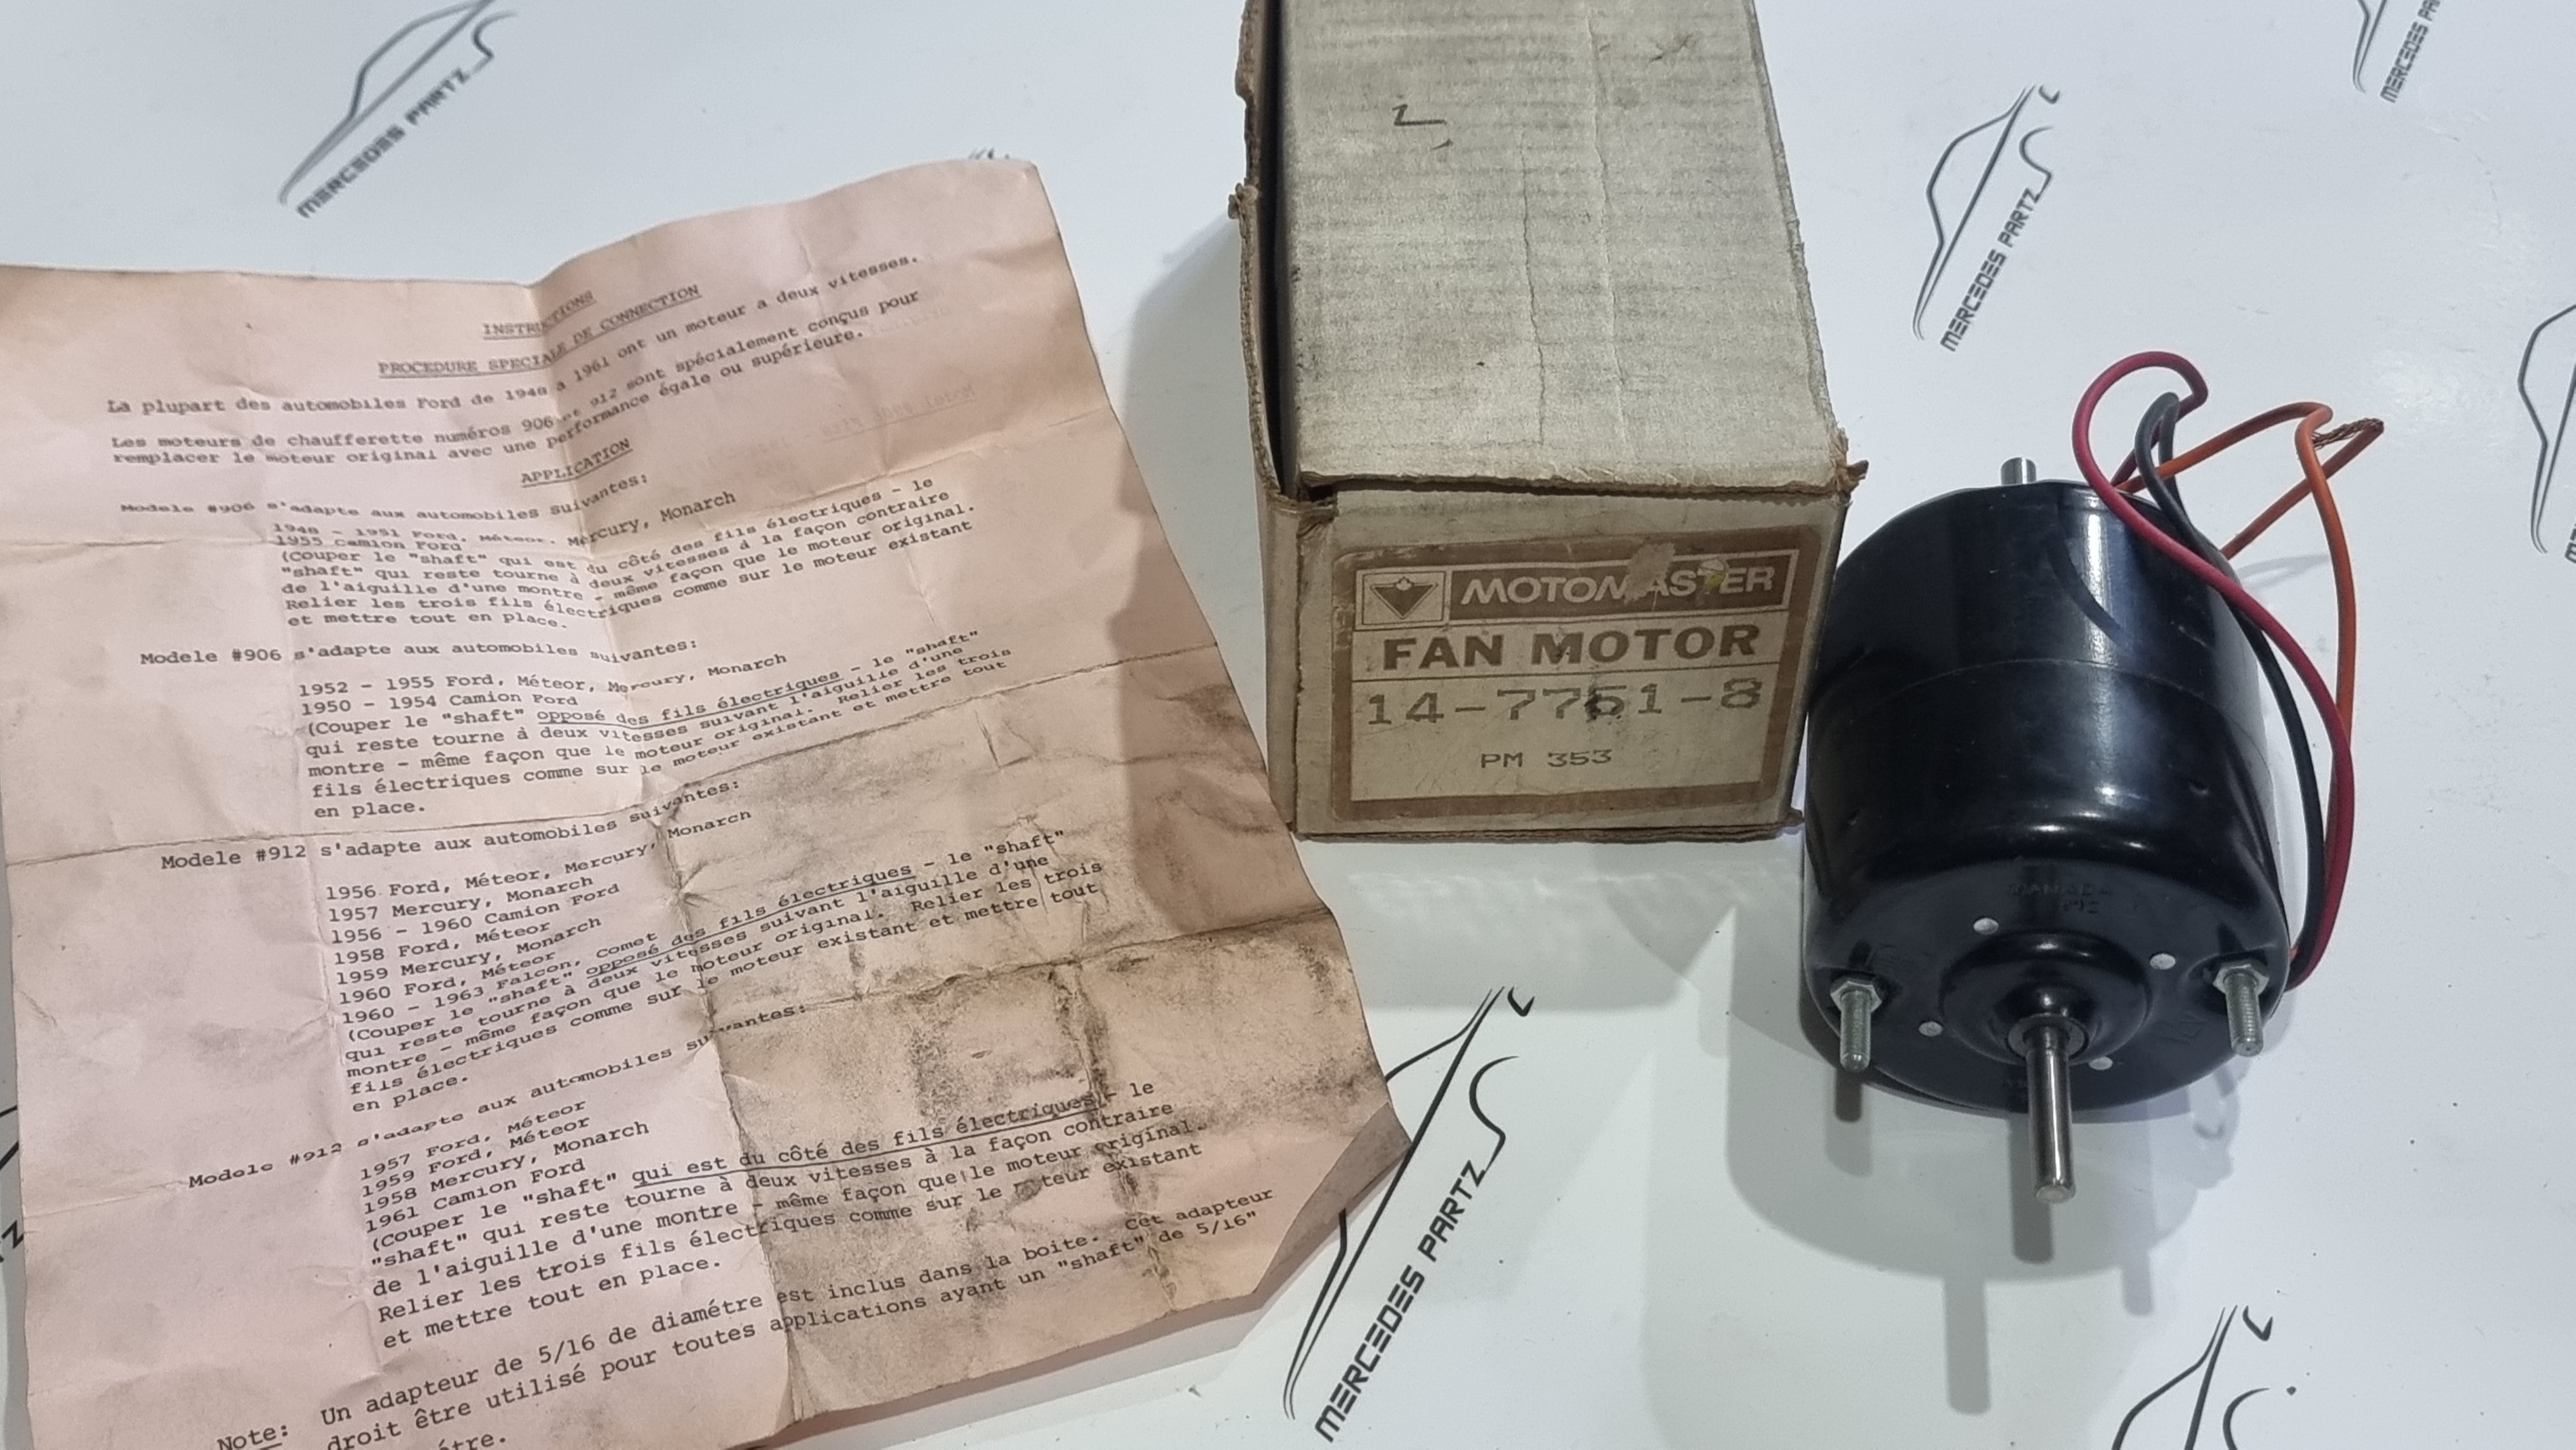 INSTRUCTIONS
PROCEDURE SPECIALE DE CONNECTION
La plupart des automobiles Ford de 1948 a 1961 ont un moteur a deux vitesses.
Les moteurs de chaufferette numéros 906 et 912 sont spécialement conçus pour
remplacer le moteur original avec une performance égale ou supérieure.
APPLICATION
Modele #906 s'adapte aux automobiles suivantes:
1948 - 1951 Ford, Méteor, Mercury, Monarch
1955 camion Ford
(Couper le "shaft" qui est du côté des fils électriques - le
"shaft" qui reste tourne à deux vitesses à la façon contraire
de l'aiguille d'une montre - même façon que le moteur original.
Relier les trois fils électriques comme sur le moteur existant
et mettre tout en place.
Modele #906 s'adapte aux automobiles suivantes:
1952 - 1955 Ford, Méteor, Mercury, Monarch
1950 - 1954 Camion Ford
(Couper le "shaft" opposé des fils électriques - le "shaft"
qui reste tourne à deux vitesses suivant l'aiguille d'une
montre - même façon que le moteur original. Relier les trois
fils électriques comme sur le moteur existant et mettre tout
en place.
Modele #912 s'adapte aux automobiles suivantes:
1956 Ford, Méteor, Mercury, Monarch
1957 Mercury, Monarch
1956 - 1960 Camion Ford
1958 Ford, Méteor
1959 Mercury, Monarch
1960 Ford, Méteor
1960 - 1963 Falcon, Comet
(Couper le "shaft" opposé des fils électriques - le "shaft"
qui reste tourne à deux vitesses suivant l'aiguille d'une
montre - même façon que le moteur original. Relier les trois
fils électriques comme sur le moteur existant et mettre tout
en place.
Modele #912 s'adapte aux automobiles suivantes:
1957 Ford, Méteor
1959 Ford, Méteor
1958 Mercury, Monarch
1961 Camion Ford
(Couper le "shaft" qui est du côté des fils électriques - le
"shaft" qui reste tourne à deux vitesses à la façon contraire
de l'aiguille d'une montre - même façon que le moteur original.
Relier les trois fils électriques comme sur le moteur existant
et mettre tout en place.
Note: Un adapteur de 5/16 de diamétre est inclus dans la boite. Cet adapteur
droit être utilisé pour toutes applications ayant un "shaft" de 5/16"
MOTOMASTER
FAN MOTOR
14-7751-8
PM 353
CANADA
MERCEDES PARTZ
MERCEDES PARTZ
MERCEDES PARTZ
MERCEDES PA